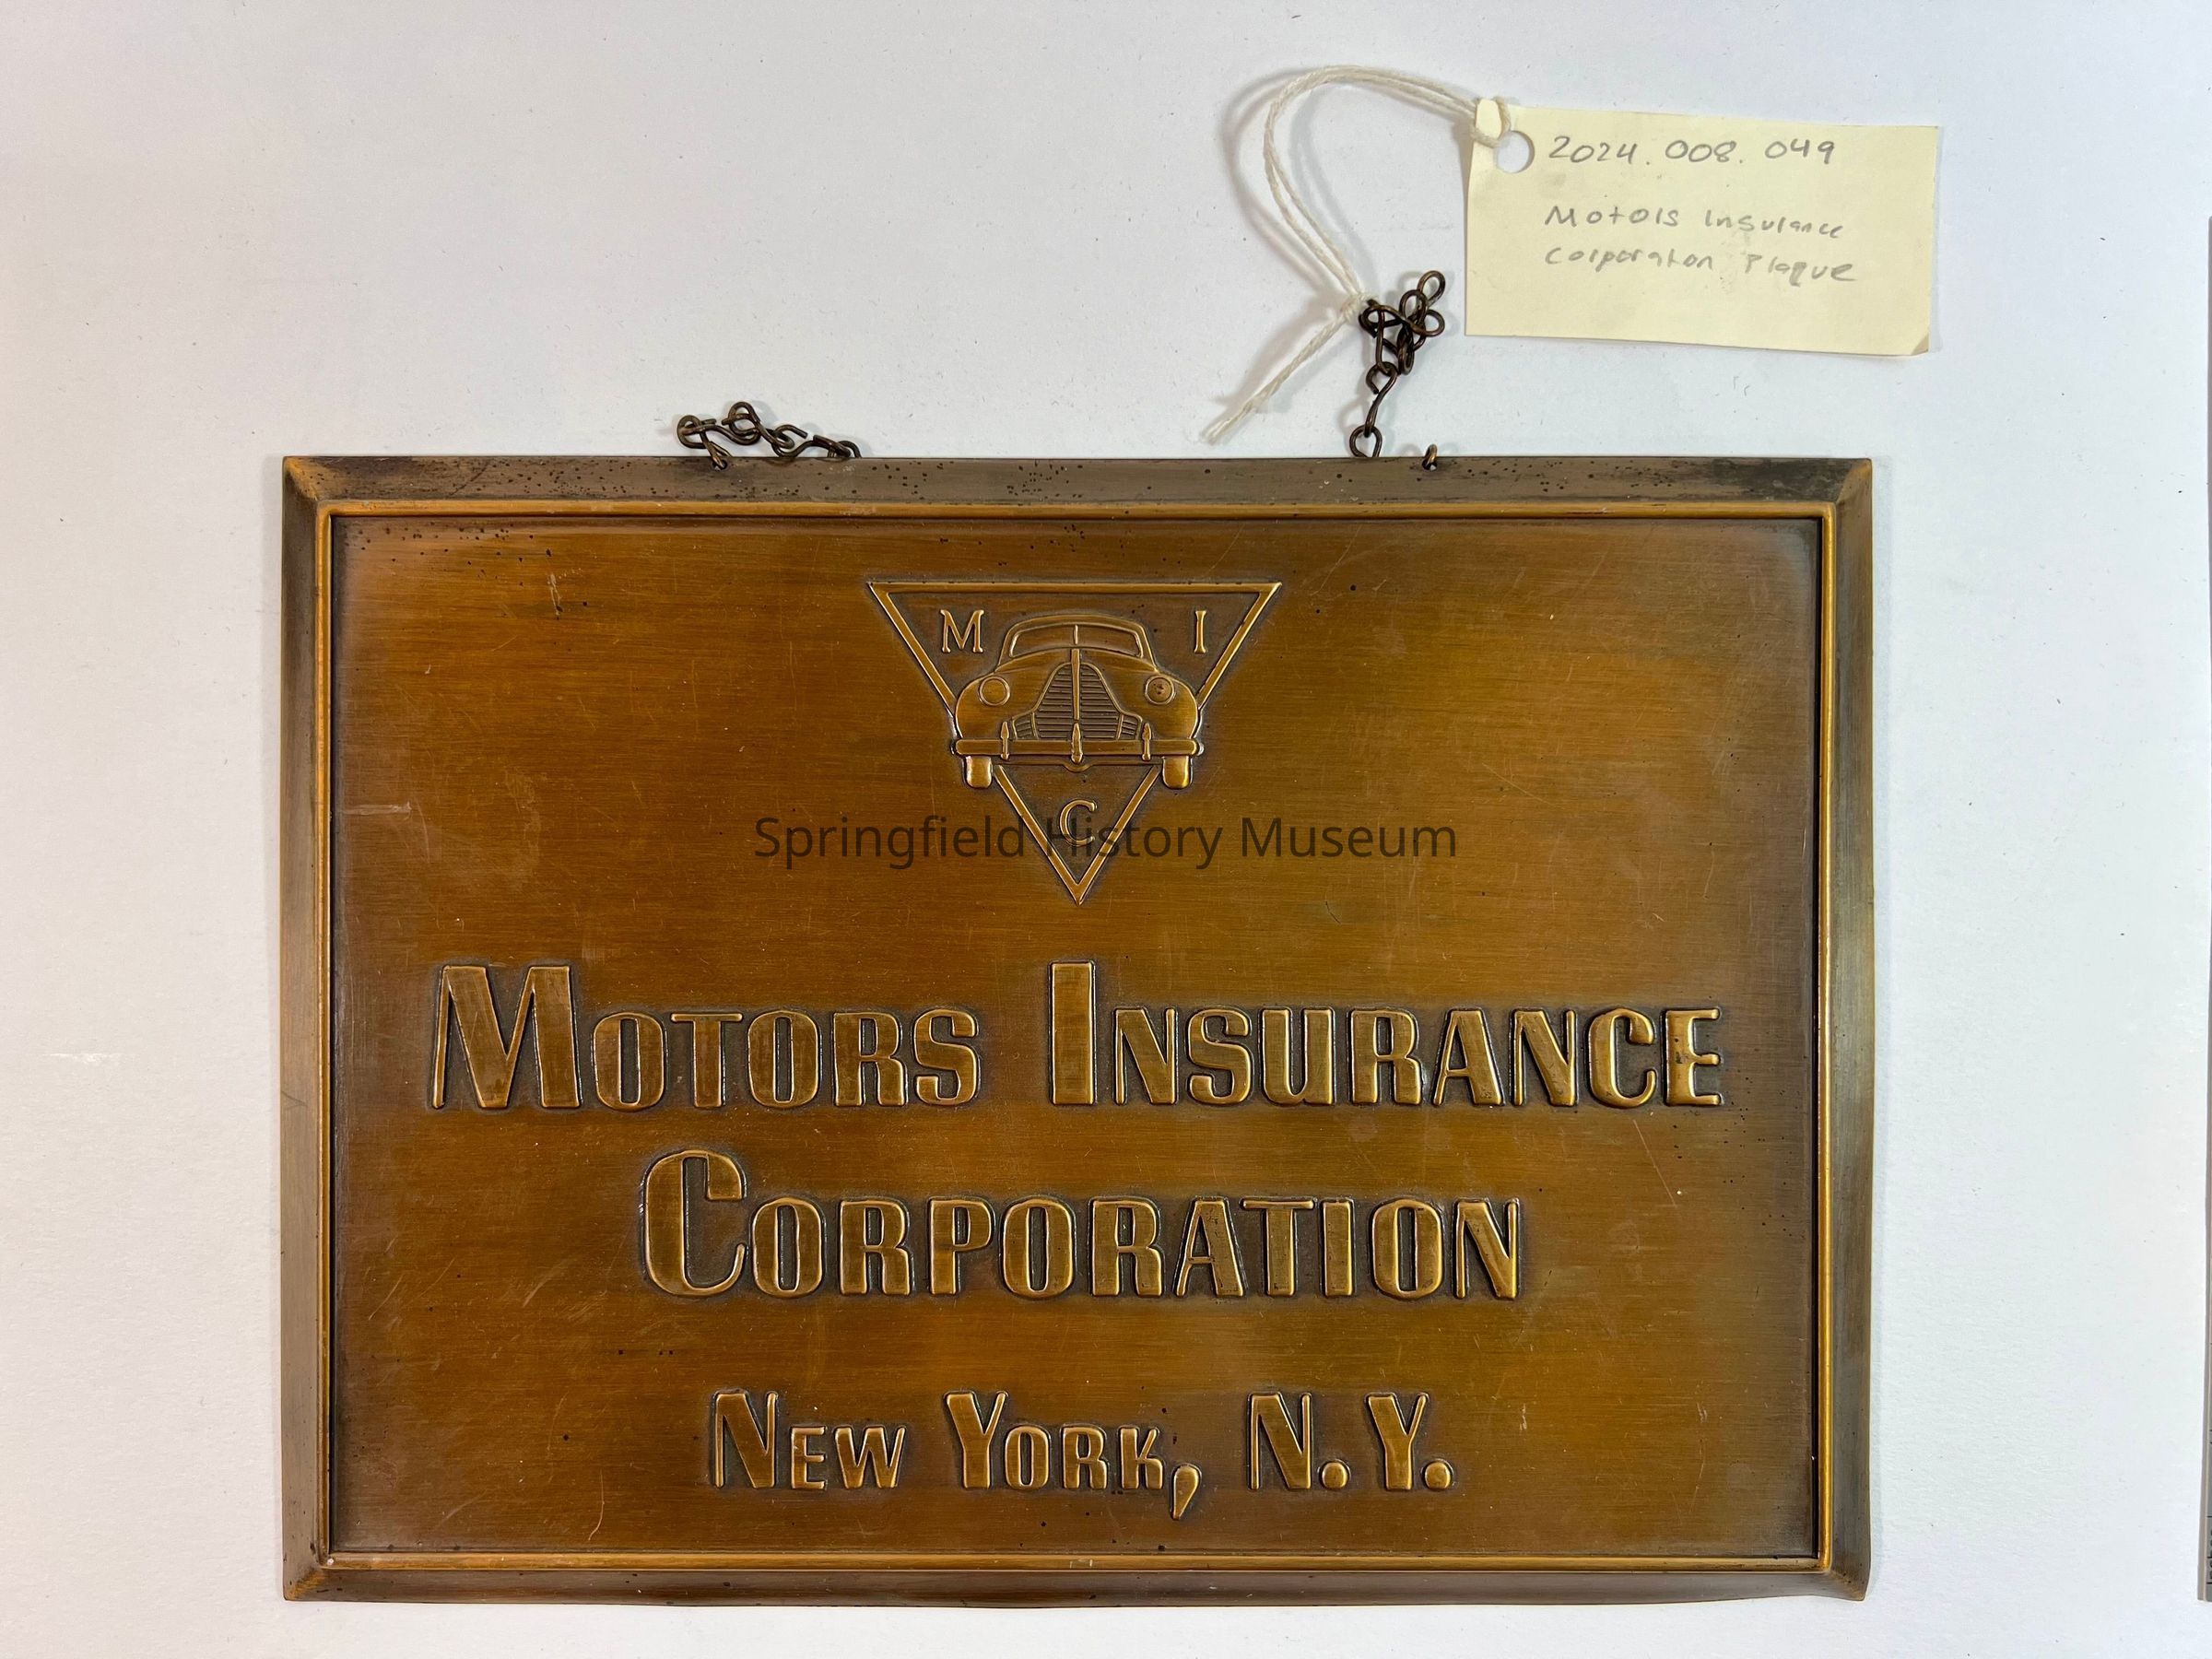 2024.008.049
Motors Insurance
Corporation Plaque
M I
C
Springfield History Museum
MOTORS INSURANCE
CORPORATION
NEW YORK, N.Y.